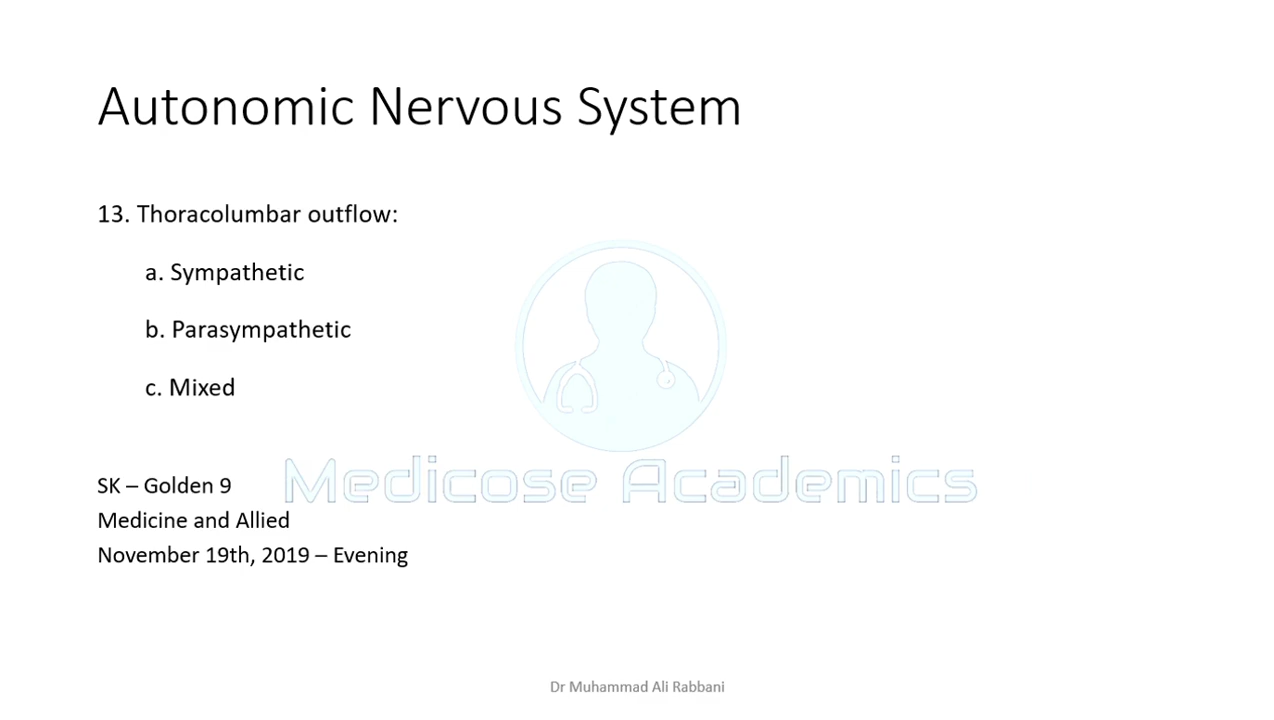 Autonomic Nervous System
13. Thoracolumbar outflow:
a. Sympathetic
b. Parasympathetic
c. Mixed
SK – Golden 9
Medicose Academics
Medicine and Allied
November 19th, 2019 – Evening
Dr Muhammad Ali Rabbani